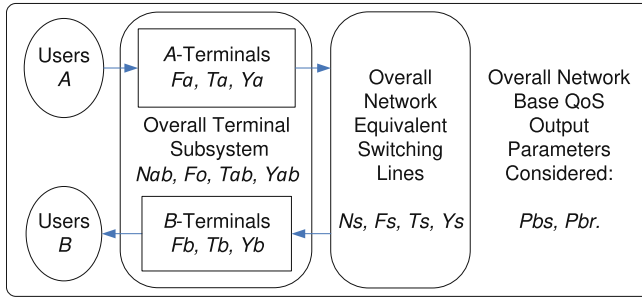 Users
A
A-Terminals
Fa, Ta, Ya
Overall Terminal
Subsystem
Nab, Fo, Tab, Yab
Users
B
B-Terminals
Fb, Tb, Yb
Overall
Network
Equivalent
Switching
Lines
Ns, Fs, Ts, Ys
Overall Network
Base QoS
Output
Parameters
Considered:
Pbs, Pbr.